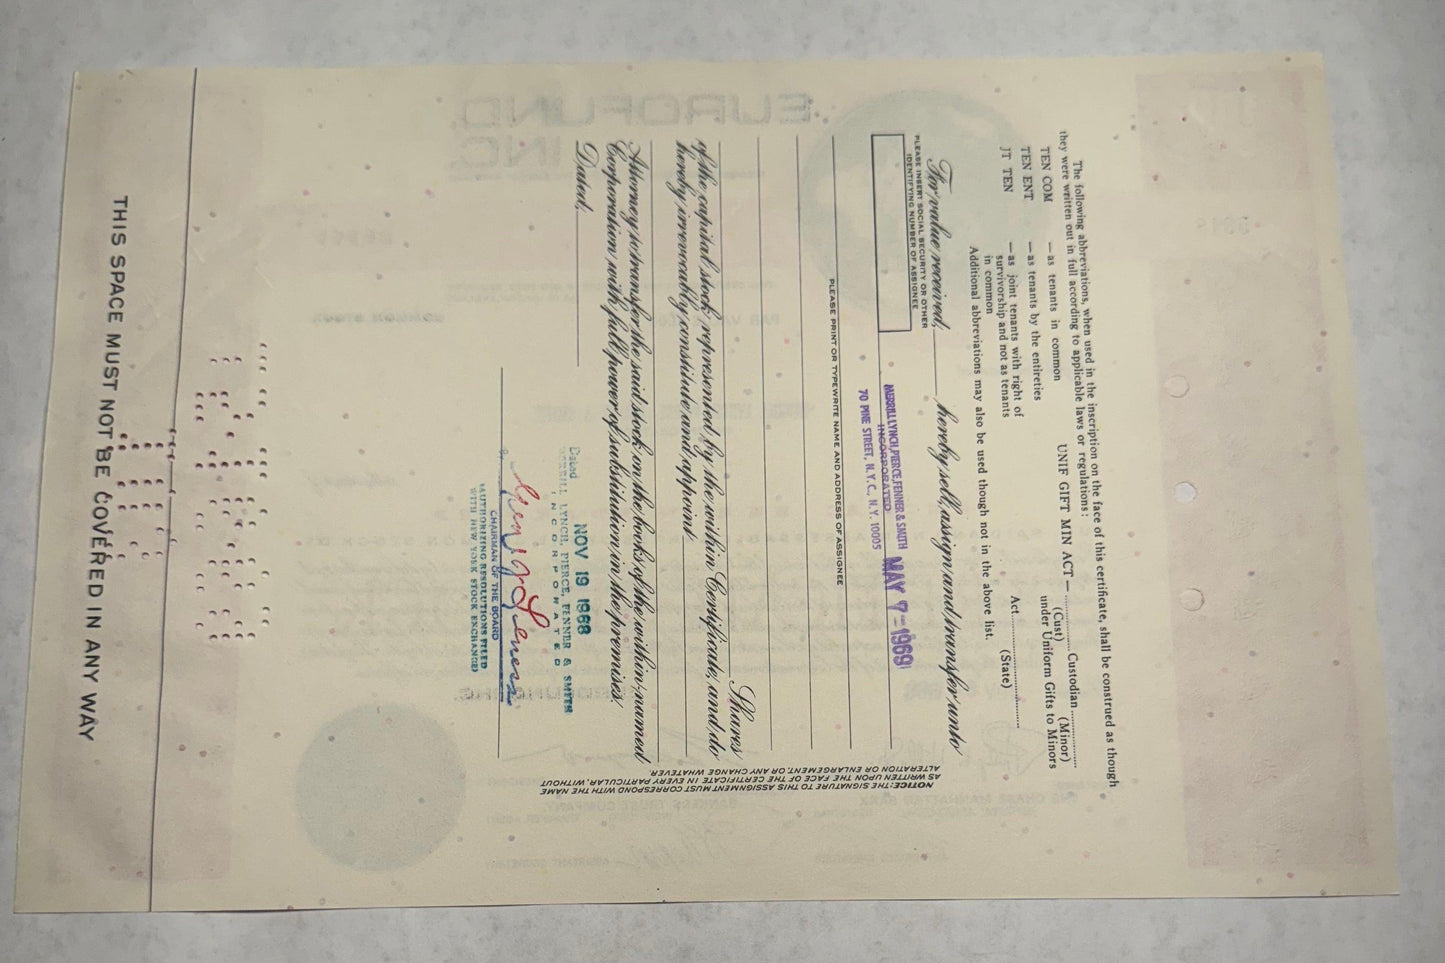 The following abbreviations, when used in the inscription on the face of this certificate, shall be construed as though
they were written out in full according to applicable laws or regulations:
TEN COM — as tenants in common
TEN ENT — as tenants by the entireties
JT TEN — as joint tenants with right of
survivorship and not as tenants
in common
UNIF GIFT MIN ACT— Custodian
(Cust) (Minor)
under Uniform Gifts to Minors
Act
(State)
Additional abbreviations may also be used though not in the above list.
For value received, hereby sell, assign and transfer unto
PLEASE INSERT SOCIAL SECURITY OR OTHER
IDENTIFYING NUMBER OF ASSIGNEE
MERRILL LYNCH, PIERCE, FENNER & SMITH
INCORPORATED
70 PINE STREET, N.Y.C., N.Y. 10005
MAY 7 - 1969
PLEASE PRINT OR TYPEWRITE NAME AND ADDRESS OF ASSIGNEE
Shares
of the capital stock represented by the within Certificate, and do
hereby irrevocably constitute and appoint
Attorney to transfer the said stock on the books of the within-named
Corporation with full power of substitution in the premises.
Dated,
Dated NOV 19 1968
MERRILL LYNCH, PIERCE, FENNER & SMITH
INCORPORATED
CHAIRMAN OF THE BOARD
(AUTHORIZING RESOLUTIONS FILED
WITH NEW YORK STOCK EXCHANGE)
NOTICE: THE SIGNATURE TO THIS ASSIGNMENT MUST CORRESPOND WITH THE NAME
AS WRITTEN UPON THE FACE OF THE CERTIFICATE IN EVERY PARTICULAR, WITHOUT
ALTERATION OR ENLARGEMENT, OR ANY CHANGE WHATEVER
THIS SPACE MUST NOT BE COVERED IN ANY WAY